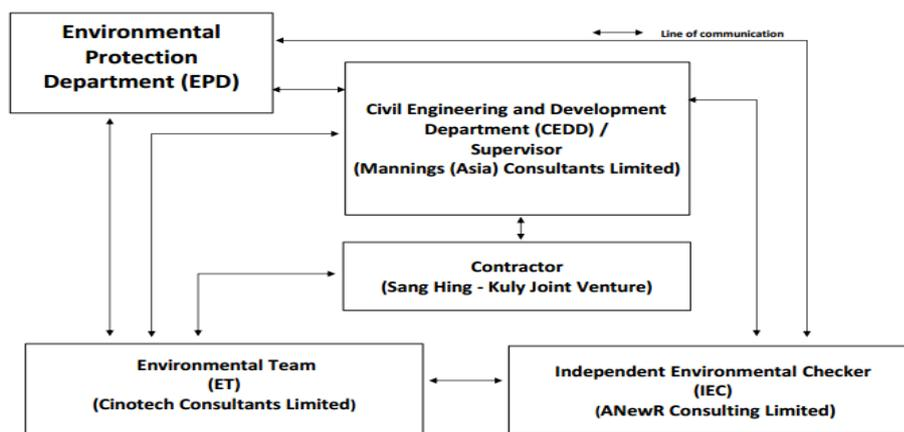 Environmental
Protection
Department (EPD)
Line of communication
Civil Engineering and Development
Department (CEDD) /
Supervisor
(Mannings (Asia) Consultants Limited)
Contractor
(Sang Hing - Kuly Joint Venture)
Environmental Team
(ET)
(Cinotech Consultants Limited)
Independent Environmental Checker
(IEC)
(ANewR Consulting Limited)